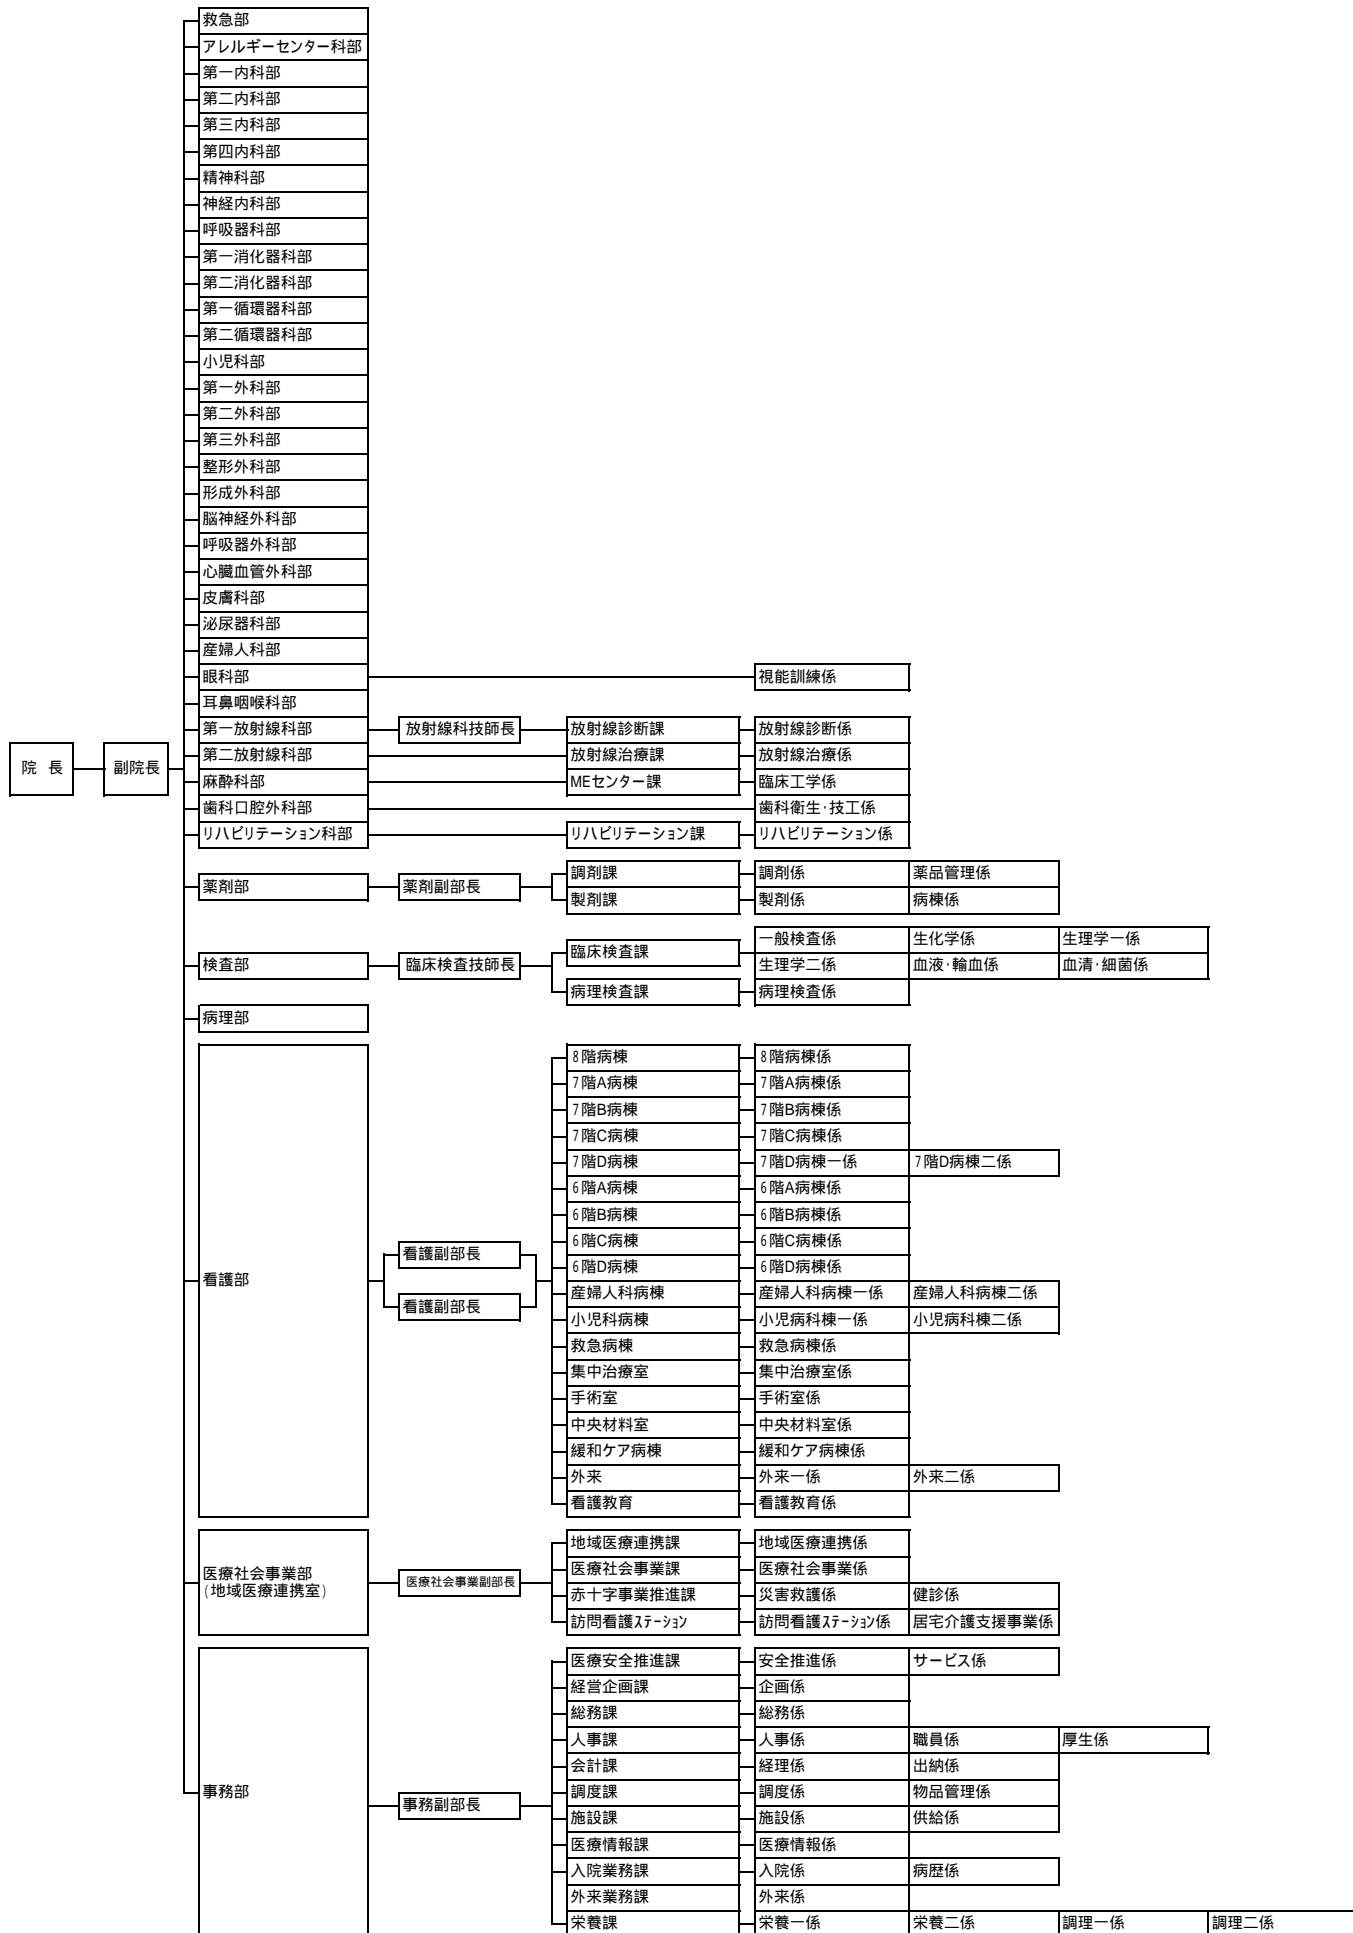 救急部
アレルギーセンター科部
第一内科部
第二内科部
第三内科部
第四内科部
精神科部
神経内科部
呼吸器科部
第一消化器科部
第二消化器科部
第一循環器科部
第二循環器科部
小児科部
第一外科部
第二外科部
第三外科部
整形外科部
形成外科部
脳神経外科部
呼吸器外科部
心臓血管外科部
皮膚科部
泌尿器科部
産婦人科部
眼科部 視能訓練係
耳鼻咽喉科部
第一放射線科部 放射線科技師長 放射線診断課 放射線診断係
院 長 副院長
第二放射線科部 放射線治療課 放射線治療係
麻酔科部 MEセンター課 臨床工学係
歯科口腔外科部 歯科衛生・技工係
リハビリテーション科部 リハビリテーション課 リハビリテーション係
薬剤部 薬剤副部長
調剤課 調剤係 薬品管理係
製剤課 製剤係 病棟係
検査部 臨床検査技師長
臨床検査課
一般検査係 生化学係 生理学一係
生理学二係 血液・輸血係 血清・細菌係
病理検査課 病理検査係
病理部
看護部
看護副部長
看護副部長
8階病棟 8階病棟係
7階A病棟 7階A病棟係
7階B病棟 7階B病棟係
7階C病棟 7階C病棟係
7階D病棟 7階D病棟一係 7階D病棟二係
6階A病棟 6階A病棟係
6階B病棟 6階B病棟係
6階C病棟 6階C病棟係
6階D病棟 6階D病棟係
産婦人科病棟 産婦人科病棟一係 産婦人科病棟二係
小児科病棟 小児病科棟一係 小児病科棟二係
救急病棟 救急病棟係
集中治療室 集中治療室係
手術室 手術室係
中央材料室 中央材料室係
緩和ケア病棟 緩和ケア病棟係
外来 外来一係 外来二係
看護教育 看護教育係
医療社会事業部
(地域医療連携室)
医療社会事業副部長
地域医療連携課 地域医療連携係
医療社会事業課 医療社会事業係
赤十字事業推進課 災害救護係 健診係
訪問看護ｽﾃｰｼｮﾝ 訪問看護ｽﾃｰｼｮﾝ係 居宅介護支援事業係
事務部
事務副部長
医療安全推進課 安全推進係 サービス係
経営企画課 企画係
総務課 総務係
人事課 人事係 職員係 厚生係
会計課 経理係 出納係
調度課 調度係 物品管理係
施設課 施設係 供給係
医療情報課 医療情報係
入院業務課 入院係 病歴係
外来業務課 外来係
栄養課 栄養一係 栄養二係 調理一係 調理二係